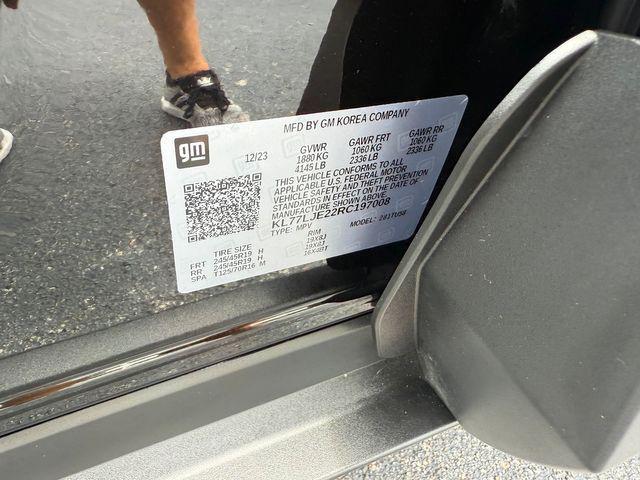 MFD BY GM KOREA COMPANY
gm
12/23
GVWR GAWR FRT GAWR RR
1880 KG 1060 KG 1060 KG
4145 LB 2336 LB 2336 LB
THIS VEHICLE CONFORMS TO ALL
APPLICABLE U.S. FEDERAL MOTOR
VEHICLE SAFETY AND THEFT PREVENTION
STANDARDS IN EFFECT ON THE DATE OF
MANUFACTURE SHOWN ABOVE.
KL77LJE22RC197008
TYPE: MPV MODEL: 2B1TU58
TIRE SIZE RIM
FRT 245/45R19 H 19X8J
RR 245/45R19 H 19X8J
SPA T125/70R16 M 16X4BT